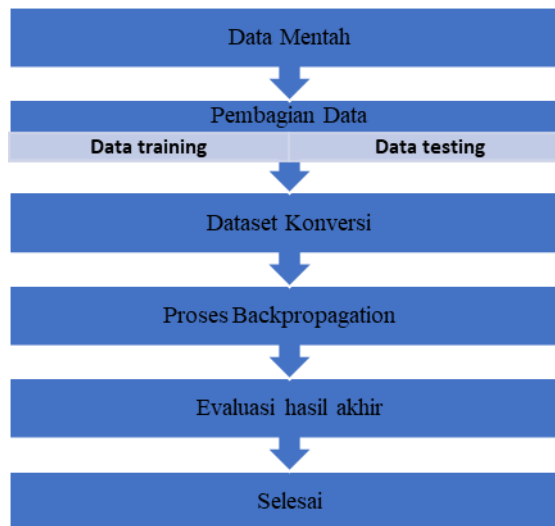 Data Mentah
Pembagian Data
Data training
Data testing
Dataset Konversi
Proses Backpropagation
Evaluasi hasil akhir
Selesai